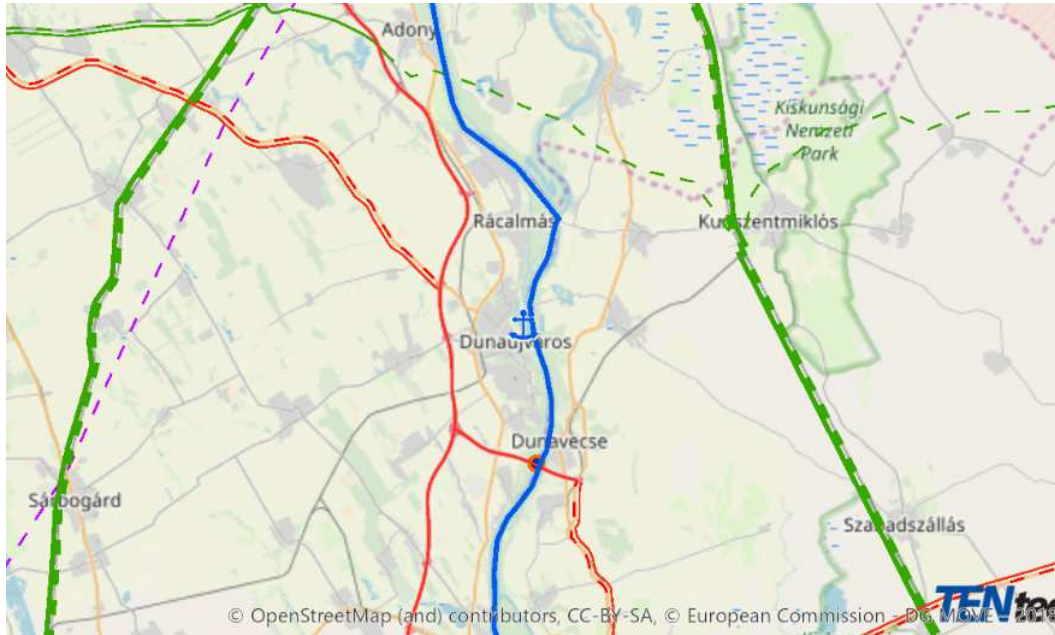 Adony
Kiskunsági
Nemzeti
Park
Rácalmás
Kunszentmiklós
Dunaújváros
Dunavecse
Sárbogárd
Szabadszállás
TENtec
© OpenStreetMap (and) contributors, CC-BY-SA, © European Commission - DG MOVE - 2018